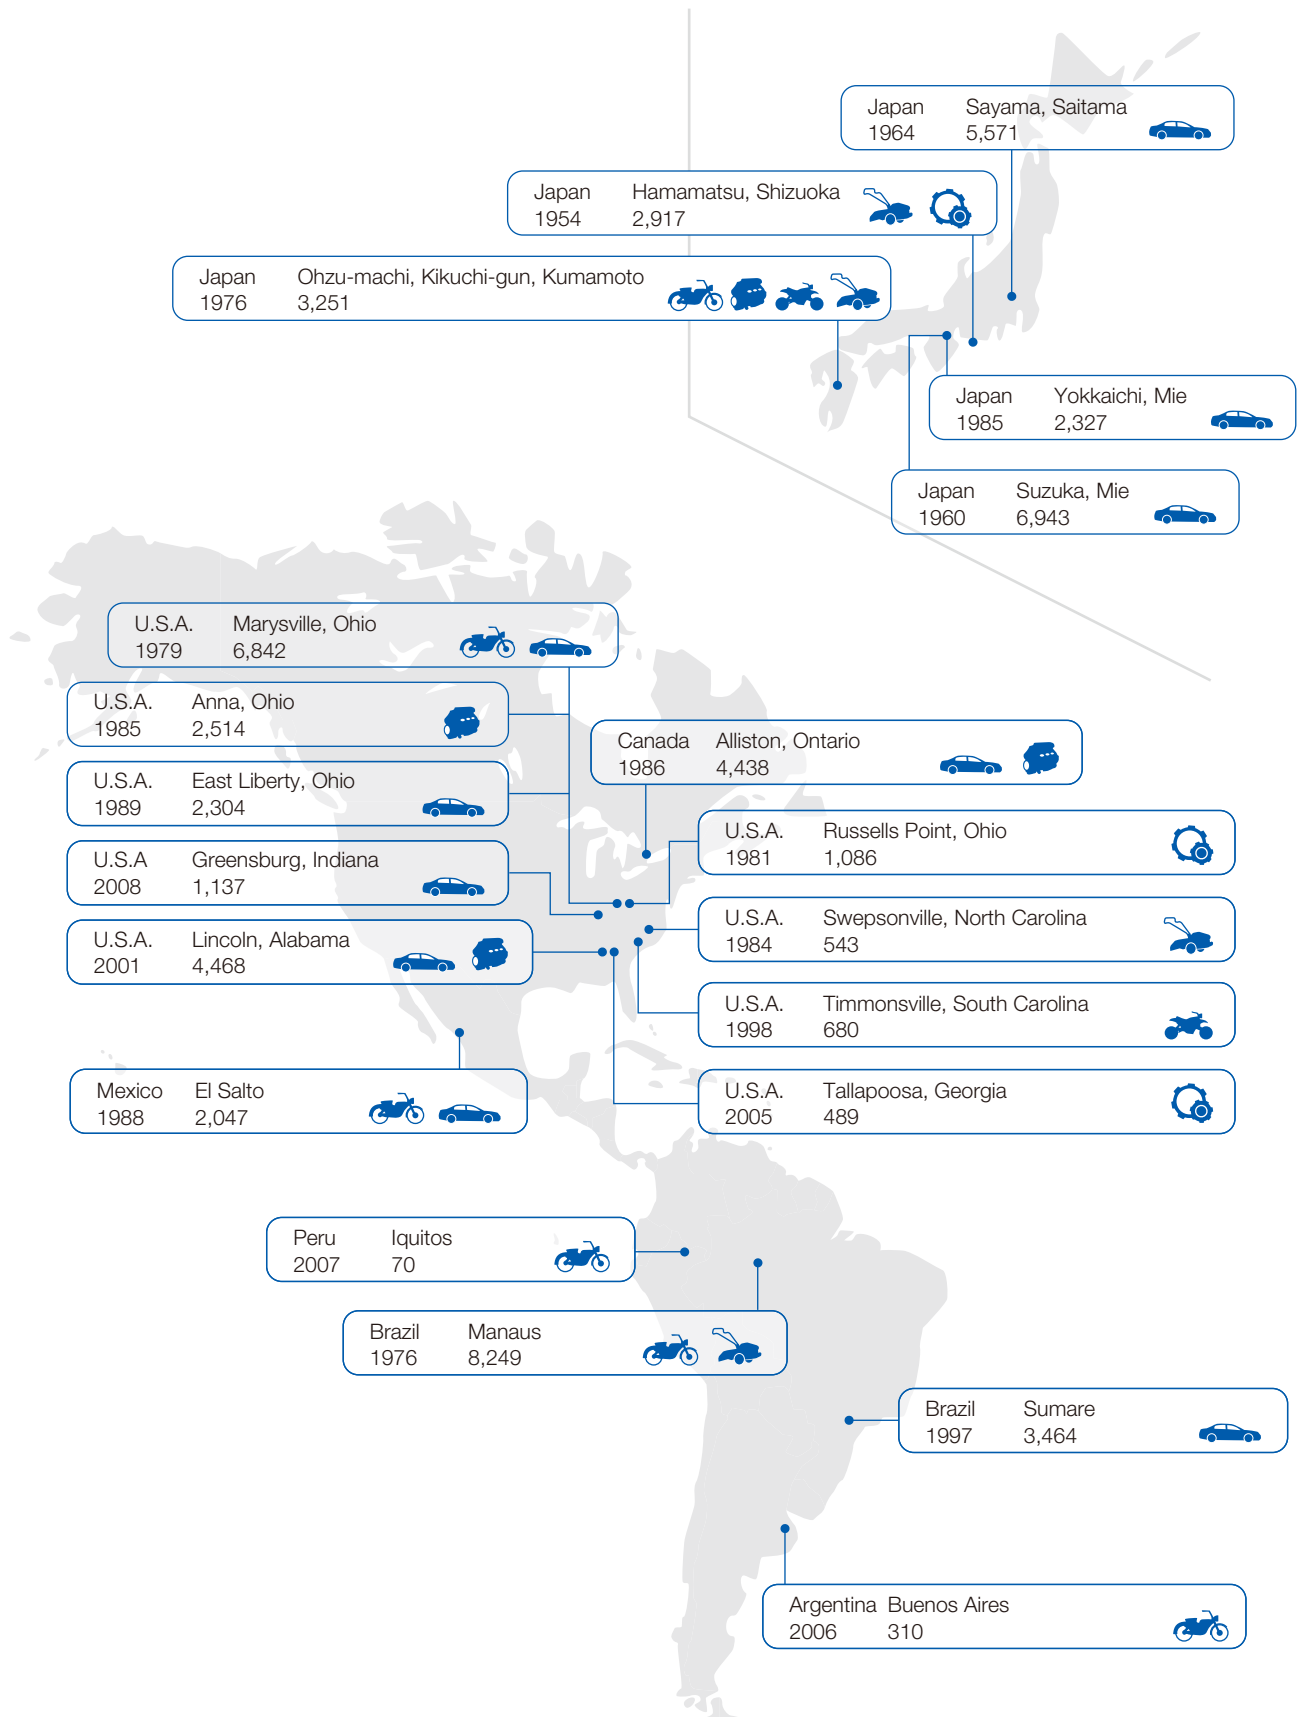 Japan Sayama, Saitama
1964 5,571
Japan Hamamatsu, Shizuoka
1954 2,917
Japan Ohzu-machi, Kikuchi-gun, Kumamoto
1976 3,251
Japan Yokkaichi, Mie
1985 2,327
Japan Suzuka, Mie
1960 6,943
U.S.A. Marysville, Ohio
1979 6,842
U.S.A. Anna, Ohio
1985 2,514
Canada Alliston, Ontario
1986 4,438
U.S.A. East Liberty, Ohio
1989 2,304
U.S.A. Russells Point, Ohio
1981 1,086
U.S.A Greensburg, Indiana
2008 1,137
U.S.A. Swepsonville, North Carolina
1984 543
U.S.A. Lincoln, Alabama
2001 4,468
U.S.A. Timmonsville, South Carolina
1998 680
Mexico El Salto
1988 2,047
U.S.A. Tallapoosa, Georgia
2005 489
Peru Iquitos
2007 70
Brazil Manaus
1976 8,249
Brazil Sumare
1997 3,464
Argentina Buenos Aires
2006 310